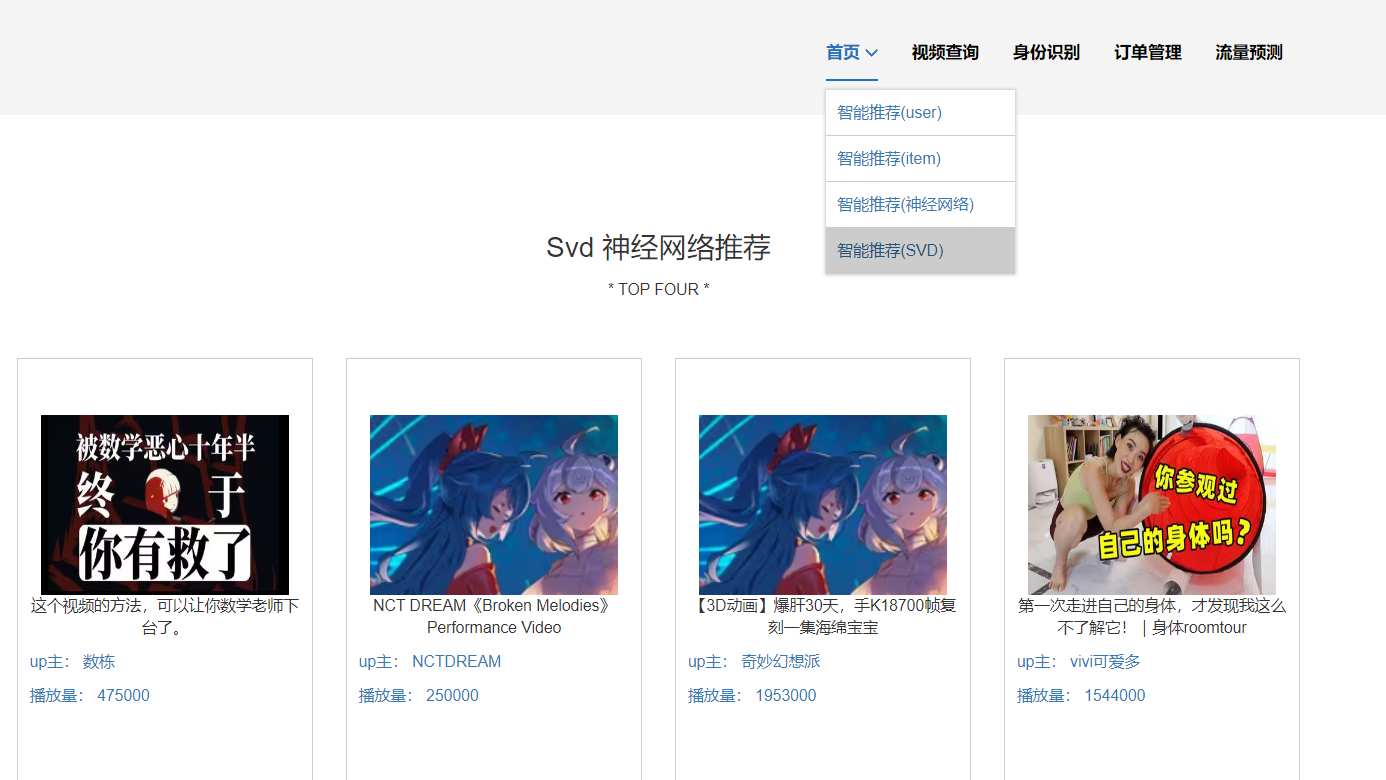 首页 视频查询 身份识别 订单管理 流量预测
智能推荐(user)
智能推荐(item)
智能推荐(神经网络)
智能推荐(SVD)
Svd 神经网络推荐
* TOP FOUR *
被数学恶心十年半
终 于
你有救了
这个视频的方法，可以让你数学老师下
台了。
up主： 数栋
播放量： 475000
NCT DREAM《Broken Melodies》
Performance Video
up主： NCTDREAM
播放量： 250000
【3D动画】爆肝30天，手K18700帧复
刻一集海绵宝宝
up主： 奇妙幻想派
播放量： 1953000
你参观过
自己的身体吗?
第一次走进自己的身体，才发现我这么
不了解它！｜身体roomtour
up主： vivi可爱多
播放量： 1544000